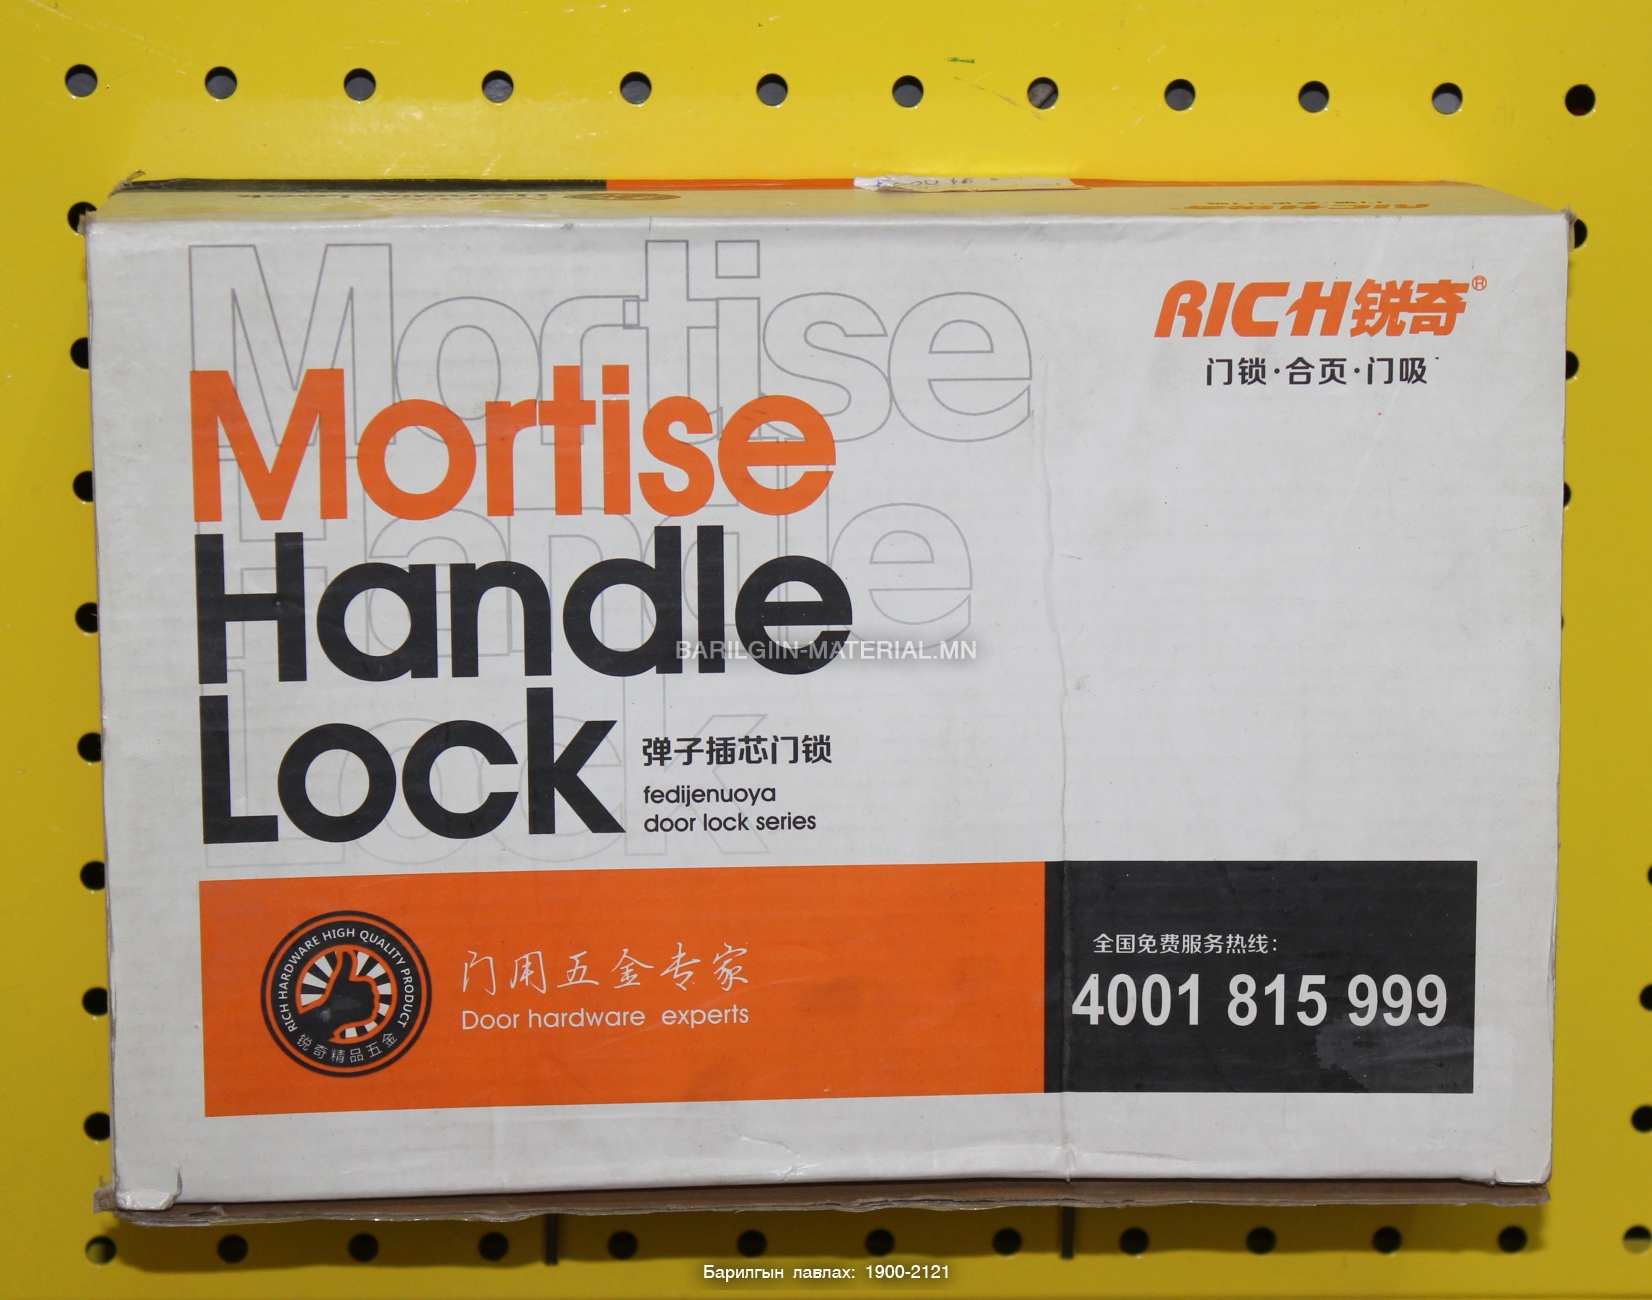 Mortise
Handle
Lock
RICH锐奇®
门锁·合页·门吸
Mortise
Handle
Lock
弹子插芯门锁
fedijenuoya
door lock series
BARILGIIN-MATERIAL.MN
RICH HARDWARE HIGH QUALITY PRODUCT
锐奇精品五金
门用五金专家
Door hardware experts
全国免费服务热线:
4001 815 999
Барилгын лавлах: 1900-2121